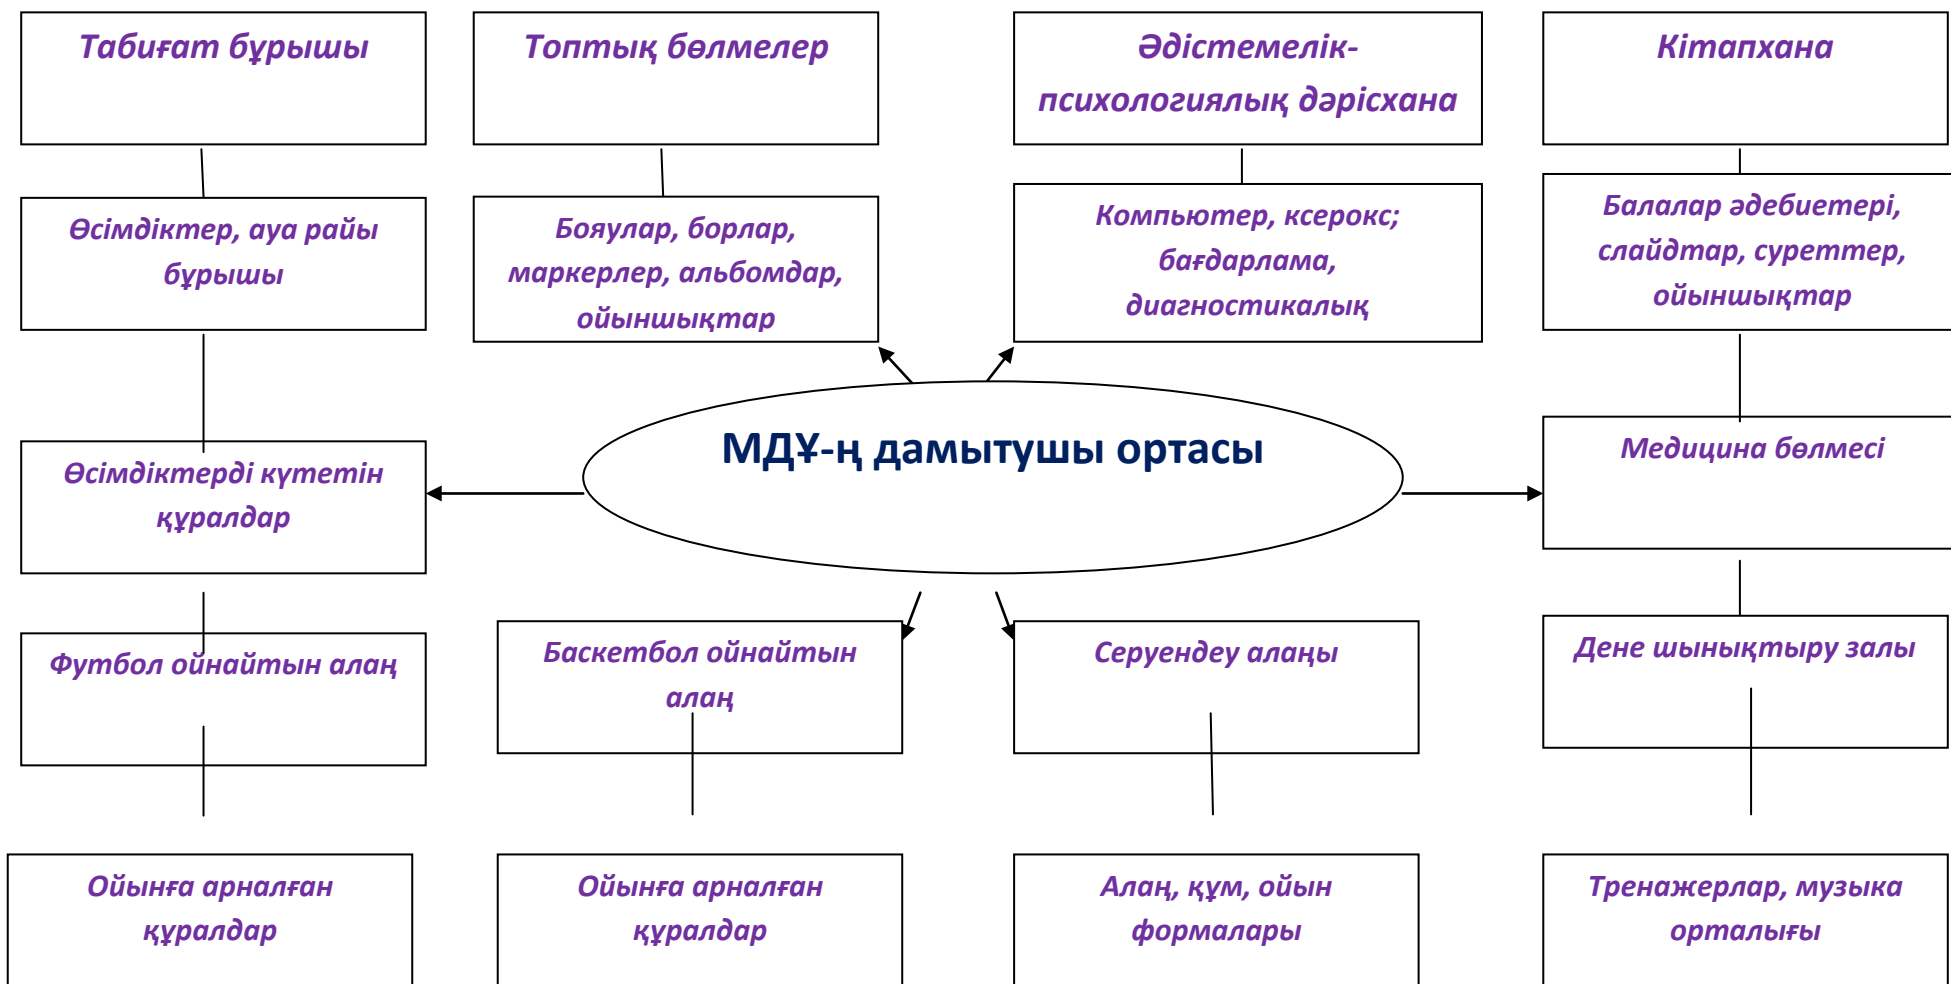 Табиғат бұрышы
Топтық бөлмелер
Әдістемелік-
психологиялық дәрісхана
Кітапхана
Өсімдіктер, ауа райы
бұрышы
Бояулар, борлар,
маркерлер, альбомдар,
ойыншықтар
Компьютер, ксерокс;
бағдарлама,
диагностикалық
Балалар әдебиетері,
слайдтар, суреттер,
ойыншықтар
МДҰ-ң дамытушы ортасы
Өсімдіктерді күтетін
құралдар
Медицина бөлмесі
Футбол ойнайтын алаң
Баскетбол ойнайтын
алаң
Серуендеу алаңы
Дене шынықтыру залы
Ойынға арналған
құралдар
Ойынға арналған
құралдар
Алаң, құм, ойын
формалары
Тренажерлар, музыка
орталығы